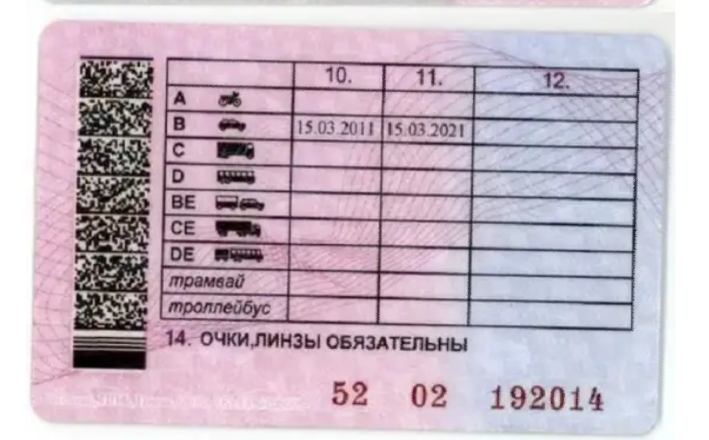 10. 11. 12.
A
B 15.03.2011 15.03.2021
C
D
BE
CE
DE
трамвай
троллейбус
14. ОЧКИ,ЛИНЗЫ ОБЯЗАТЕЛЬНЫ
52 02 192014